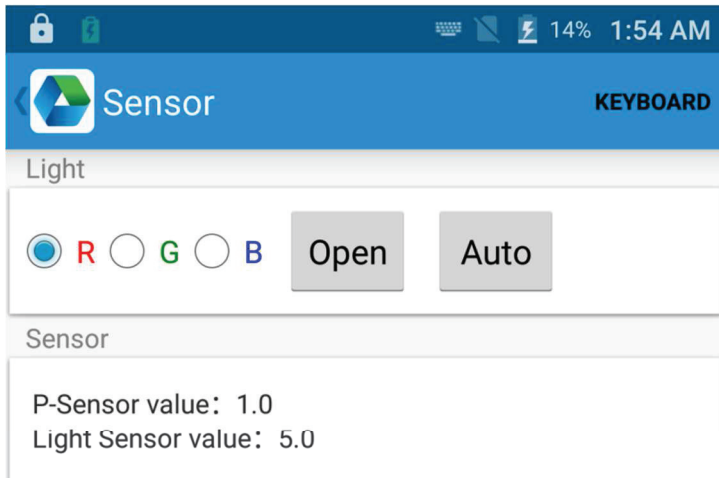 14% 1:54 AM
Sensor KEYBOARD
Light
R G B Open Auto
Sensor
P-Sensor value：1.0
Light Sensor value：5.0